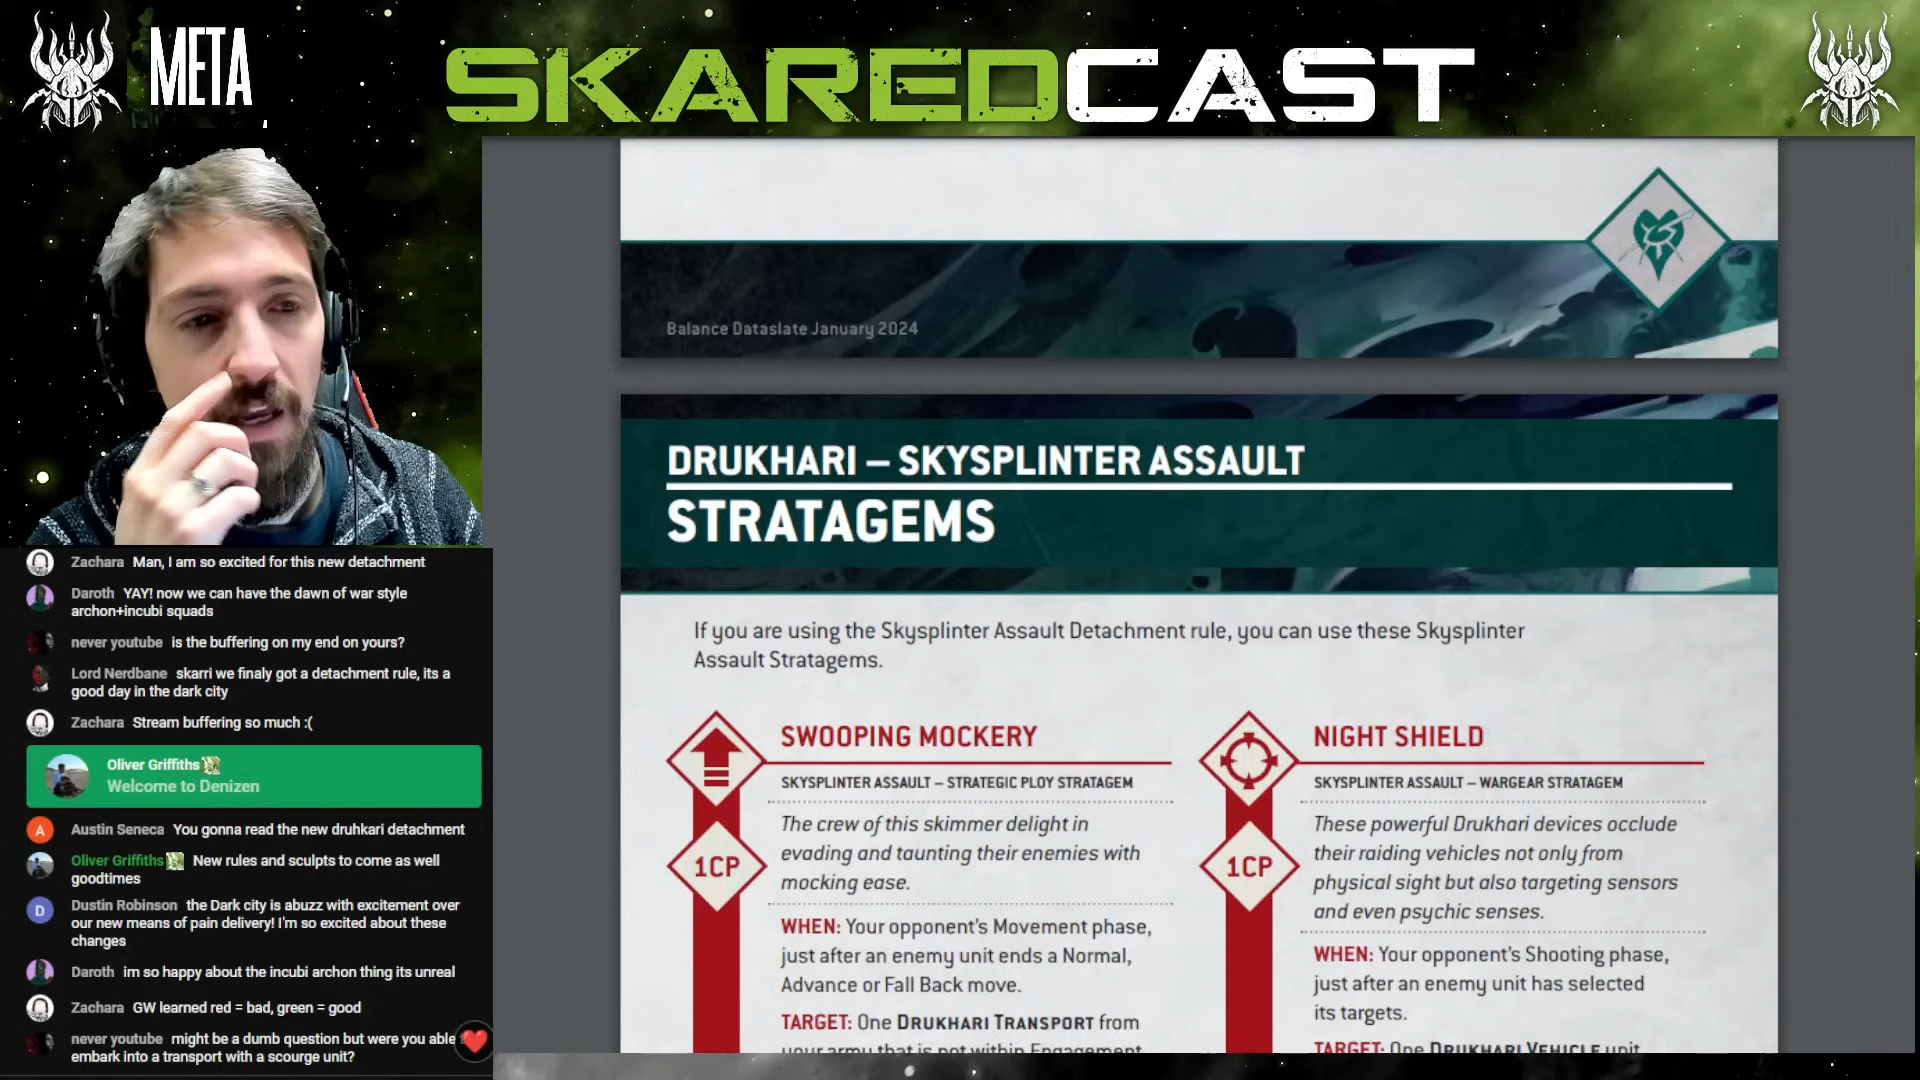 META
SKAREDCAST
Balance Dataslate January 2024
DRUKHARI – SKYSPLINTER ASSAULT
STRATAGEMS
If you are using the Skysplinter Assault Detachment rule, you can use these Skysplinter
Assault Stratagems.
SWOOPING MOCKERY
SKYSPLINTER ASSAULT – STRATEGIC PLOY STRATAGEM
The crew of this skimmer delight in
evading and taunting their enemies with
mocking ease.
1CP
WHEN: Your opponent's Movement phase,
just after an enemy unit ends a Normal,
Advance or Fall Back move.
TARGET: One DRUKHARI TRANSPORT from
your army that is not within Engagement
NIGHT SHIELD
SKYSPLINTER ASSAULT – WARGEAR STRATAGEM
These powerful Drukhari devices occlude
their raiding vehicles not only from
physical sight but also targeting sensors
and even psychic senses.
1CP
WHEN: Your opponent's Shooting phase,
just after an enemy unit has selected
its targets.
TARGET: One DRUKHARI VEHICLE unit
Zachara Man, I am so excited for this new detachment
Daroth YAY! now we can have the dawn of war style
archon+incubi squads
never youtube is the buffering on my end on yours?
Lord Nerdbane skarri we finaly got a detachment rule, its a
good day in the dark city
Zachara Stream buffering so much :(
Oliver Griffiths
Welcome to Denizen
A
Austin Seneca You gonna read the new druhkari detachment
Oliver Griffiths New rules and sculpts to come as well
goodtimes
D
Dustin Robinson the Dark city is abuzz with excitement over
our new means of pain delivery! I'm so excited about these
changes
Daroth im so happy about the incubi archon thing its unreal
Zachara GW learned red = bad, green = good
never youtube might be a dumb question but were you able
embark into a transport with a scourge unit?